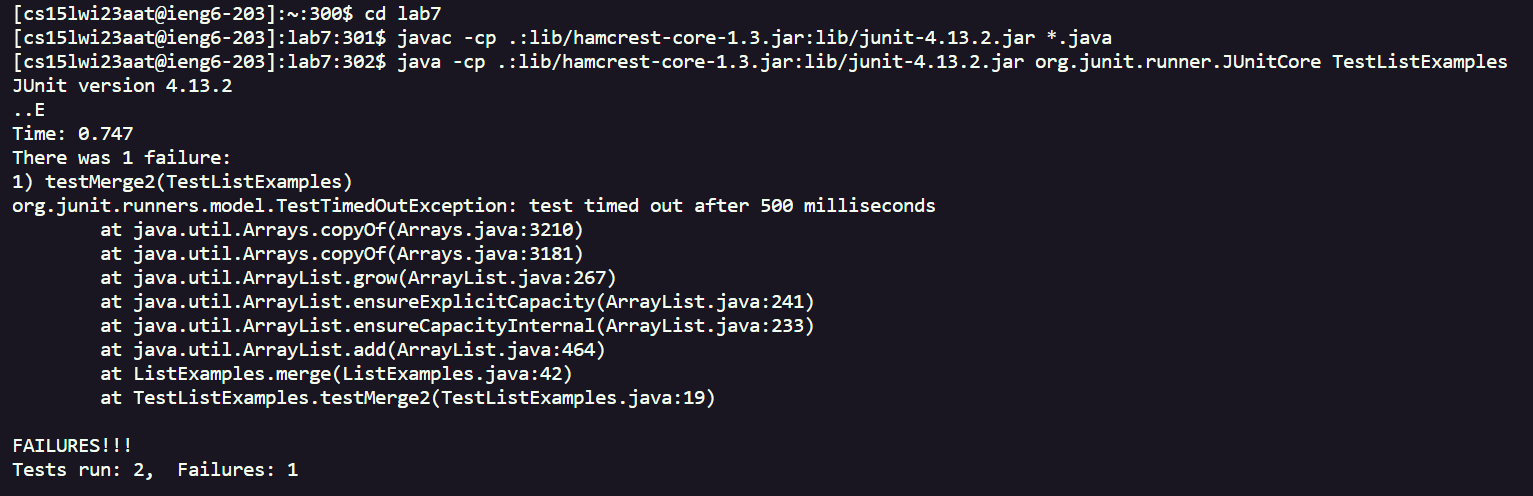 [cs15lwi23aat@ieng6-203]:~:300$ cd lab7
[cs15lwi23aat@ieng6-203]:lab7:301$ javac -cp .:lib/hamcrest-core-1.3.jar:lib/junit-4.13.2.jar *.java
[cs15lwi23aat@ieng6-203]:lab7:302$ java -cp .:lib/hamcrest-core-1.3.jar:lib/junit-4.13.2.jar org.junit.runner.JUnitCore TestListExamples
JUnit version 4.13.2
..E
Time: 0.747
There was 1 failure:
1) testMerge2(TestListExamples)
org.junit.runners.model.TestTimedOutException: test timed out after 500 milliseconds
        at java.util.Arrays.copyOf(Arrays.java:3210)
        at java.util.Arrays.copyOf(Arrays.java:3181)
        at java.util.ArrayList.grow(ArrayList.java:267)
        at java.util.ArrayList.ensureExplicitCapacity(ArrayList.java:241)
        at java.util.ArrayList.ensureCapacityInternal(ArrayList.java:233)
        at java.util.ArrayList.add(ArrayList.java:464)
        at ListExamples.merge(ListExamples.java:42)
        at TestListExamples.testMerge2(TestListExamples.java:19)

FAILURES!!!
Tests run: 2,  Failures: 1